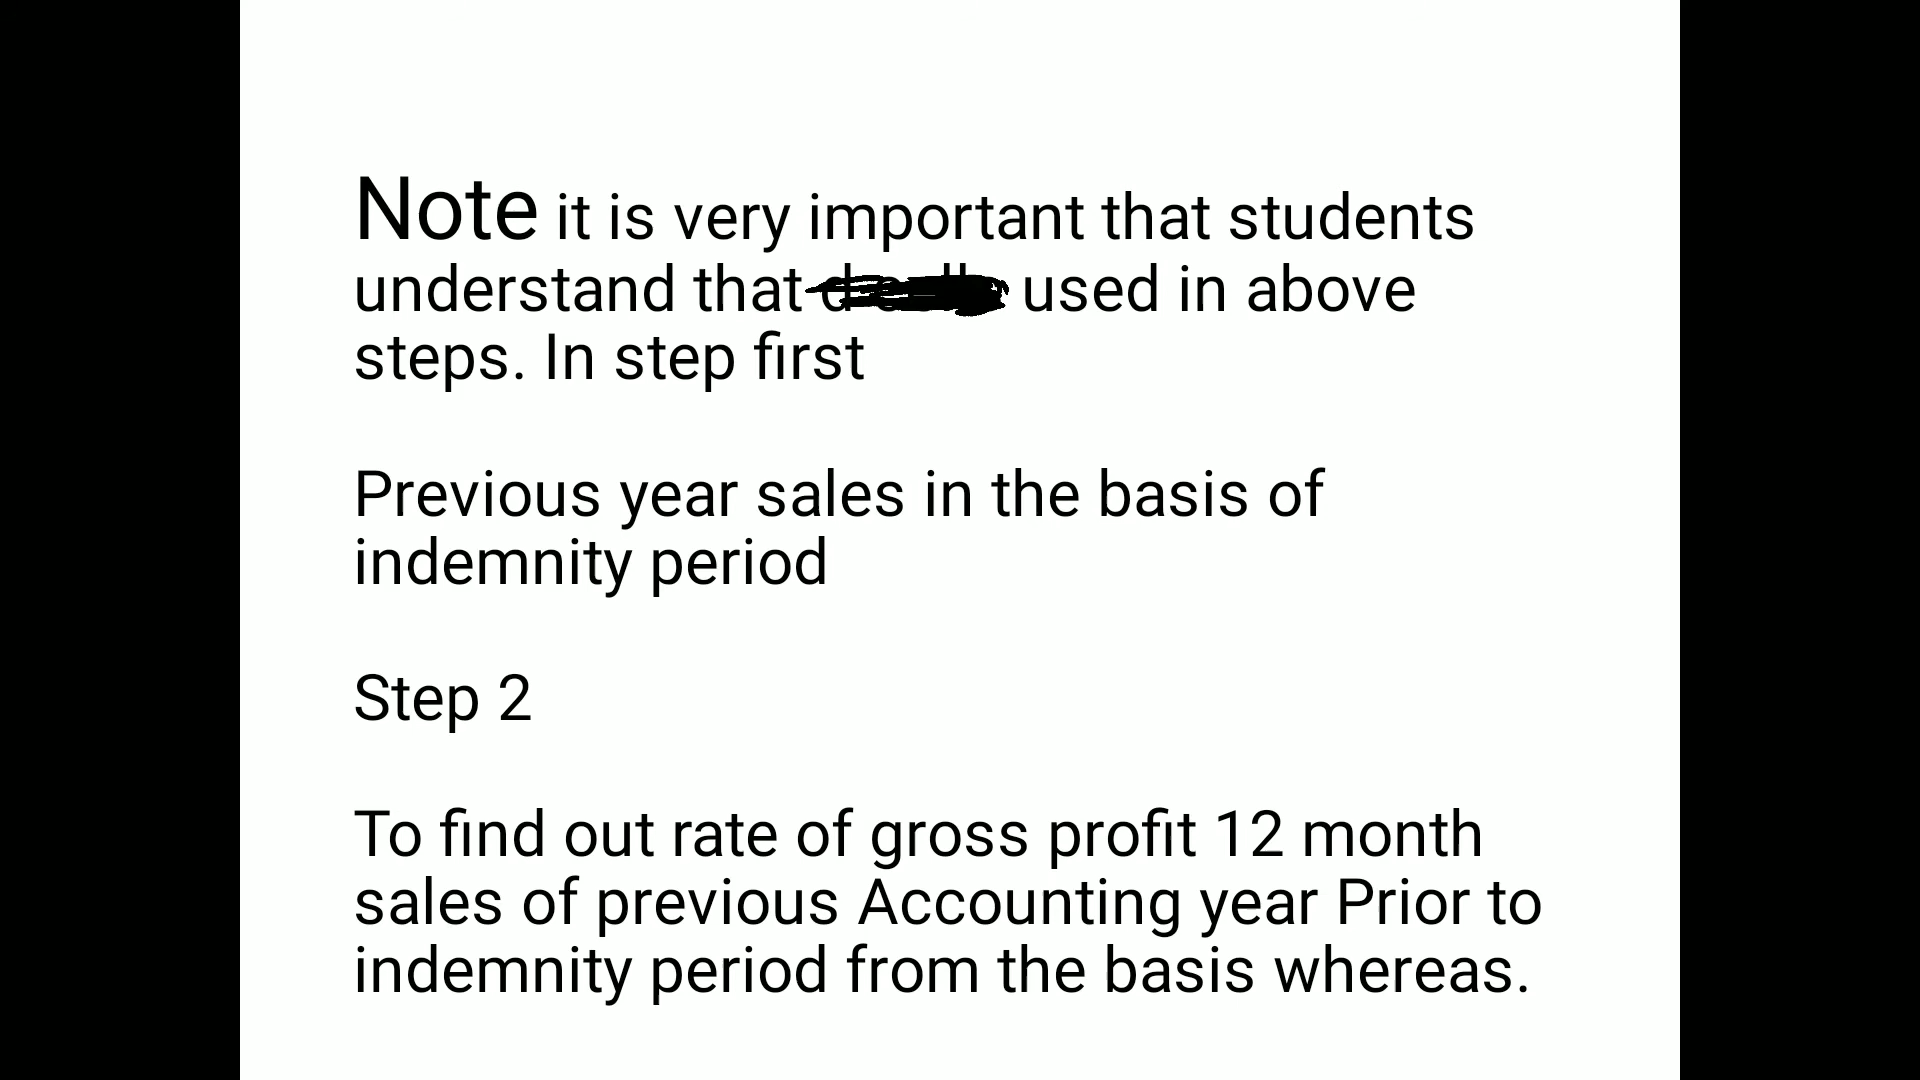 Note it is very important that students
understand that used in above
steps. In step first
Previous year sales in the basis of
indemnity period
Step 2
To find out rate of gross profit 12 month
sales of previous Accounting year Prior to
indemnity period from the basis whereas.